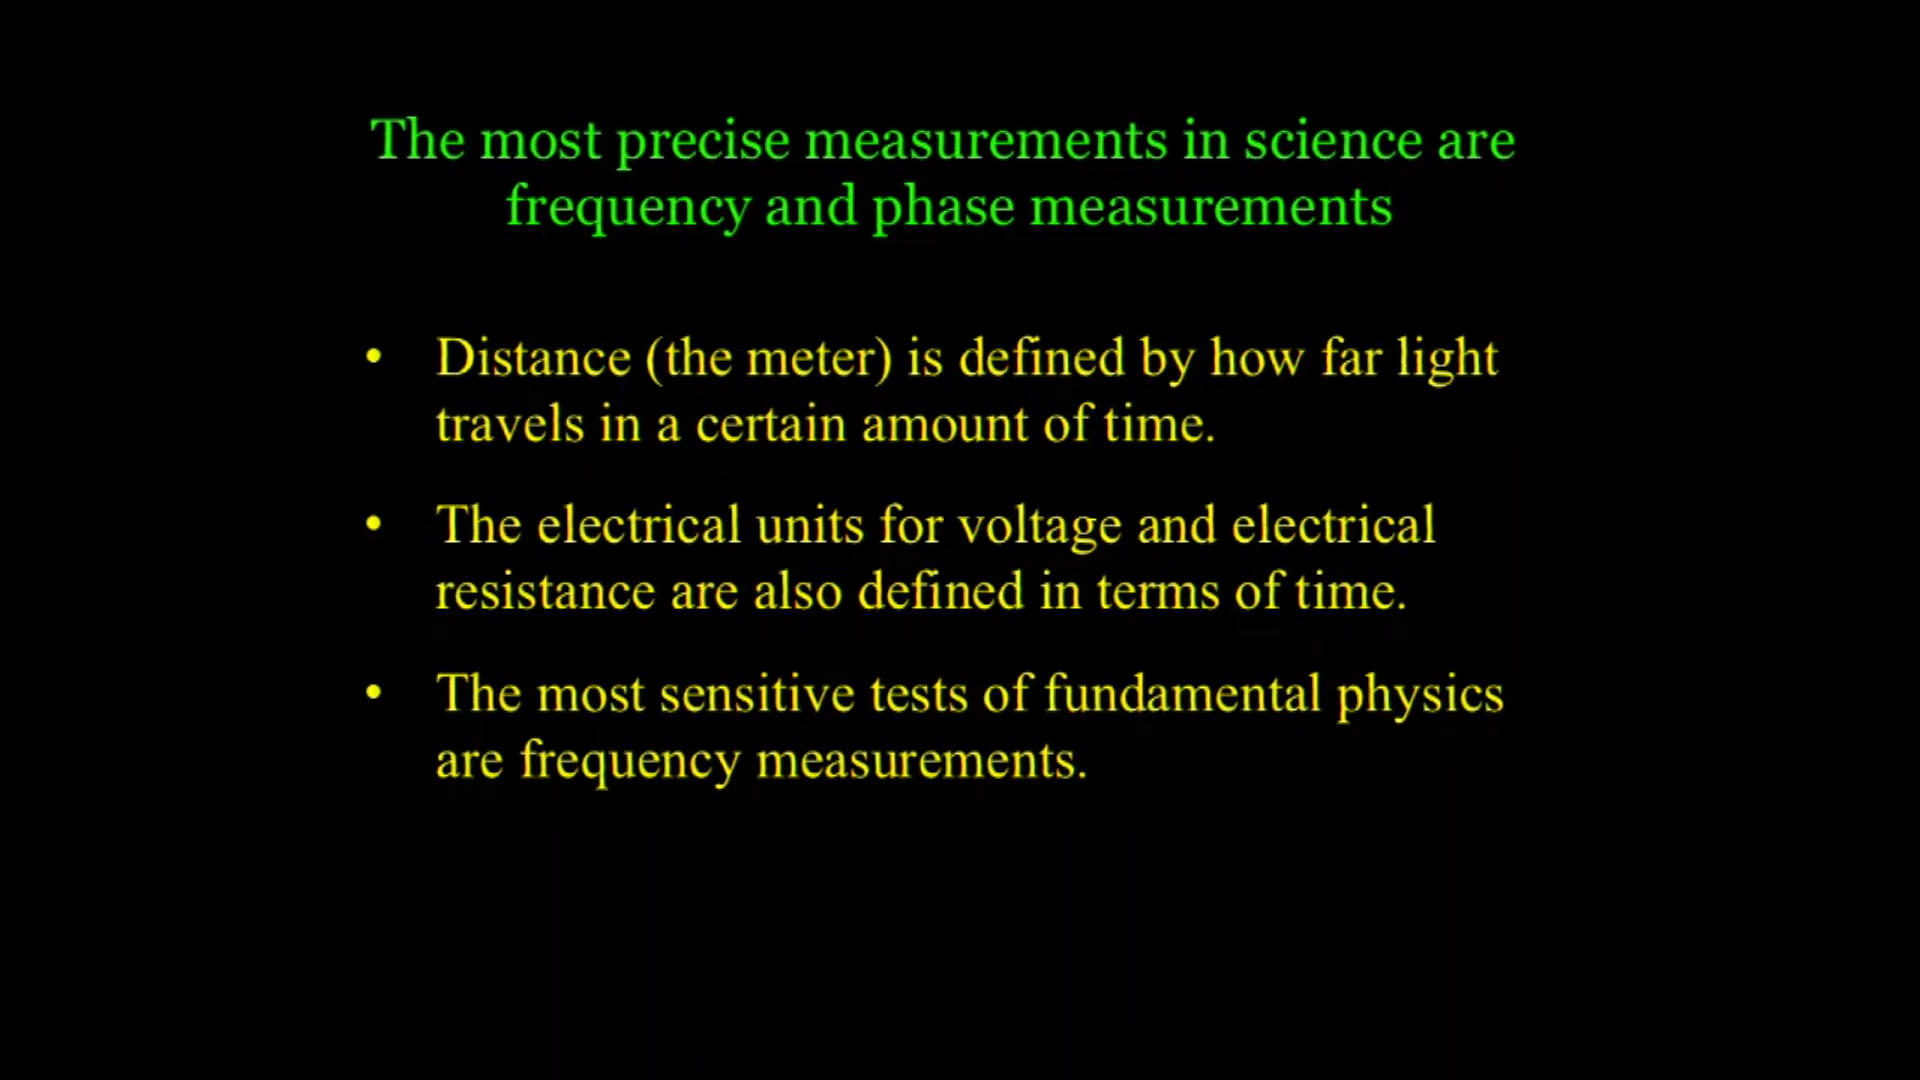 The most precise measurements in science are
frequency and phase measurements
• Distance (the meter) is defined by how far light
travels in a certain amount of time.
• The electrical units for voltage and electrical
resistance are also defined in terms of time.
• The most sensitive tests of fundamental physics
are frequency measurements.